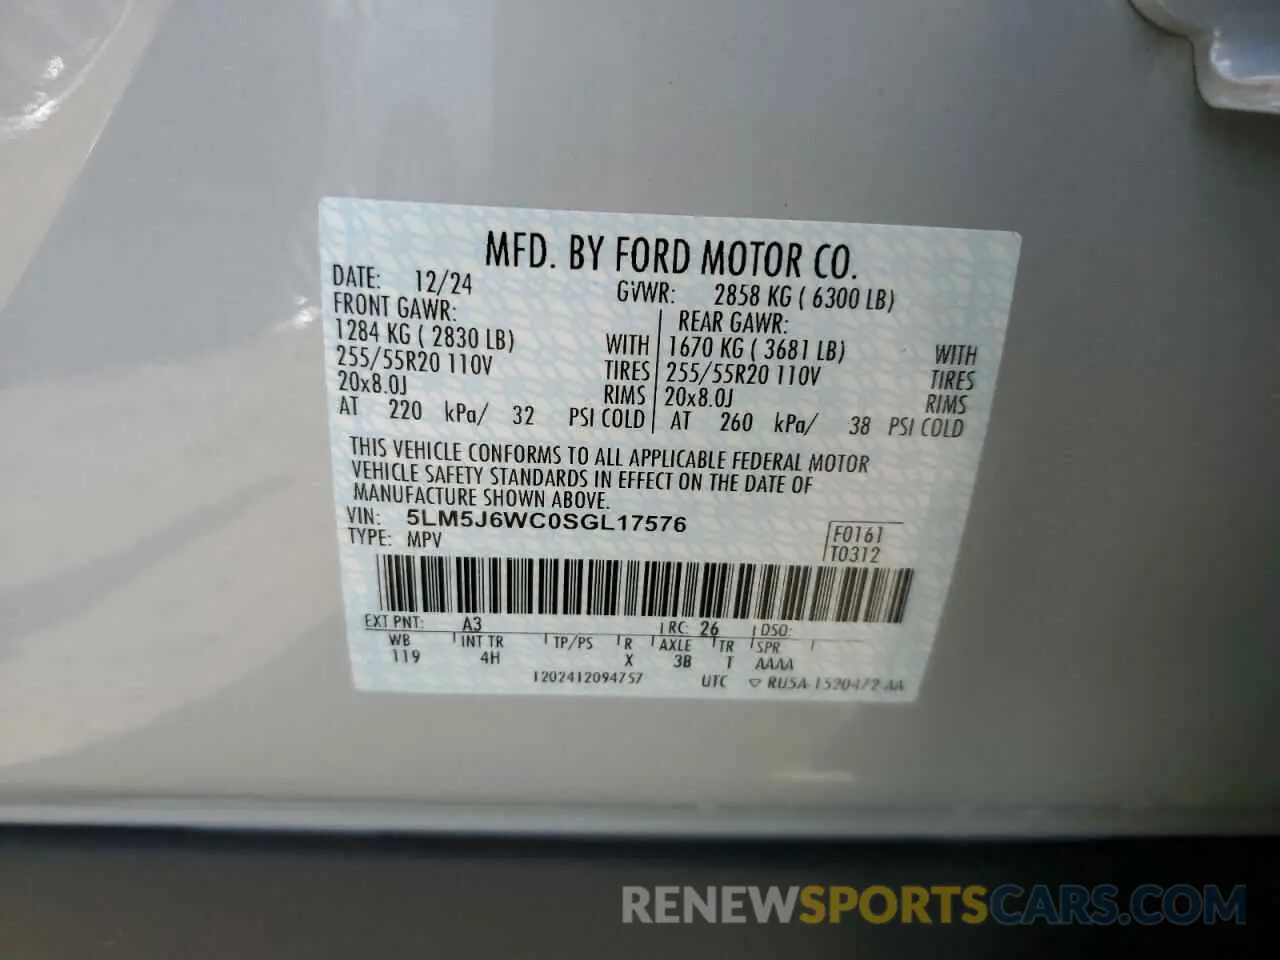 MFD. BY FORD MOTOR CO.
DATE: 12/24 GVWR: 2858 KG ( 6300 LB)
FRONT GAWR: REAR GAWR:
1284 KG ( 2830 LB) WITH 1670 KG ( 3681 LB) WITH
255/55R20 110V TIRES 255/55R20 110V TIRES
20x8.0J RIMS 20x8.0J RIMS
AT 220 kPa/ 32 PSI COLD AT 260 kPa/ 38 PSI COLD
THIS VEHICLE CONFORMS TO ALL APPLICABLE FEDERAL MOTOR
VEHICLE SAFETY STANDARDS IN EFFECT ON THE DATE OF
MANUFACTURE SHOWN ABOVE.
VIN: 5LM5J6WC0SGL17576 F0161
TYPE: MPV T0312
EXT PNT: A3 RC: 26 DSO:
WB INT TR TP/PS R AXLE TR SPR
119 4H X 3B T AAAA
1202412094757 UTC ▽ RU5A-1520472-AA
RENEWSPORTSCARS.COM